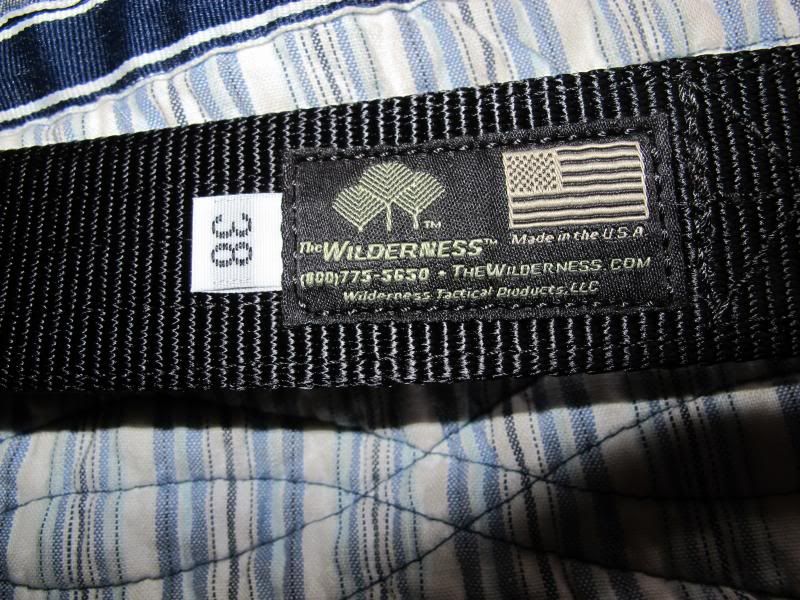 38
TM
The WILDERNESS™
Made in the U.S.A
(800)775-5650 • THEWILDERNESS.COM
Wilderness Tactical Products, LLC